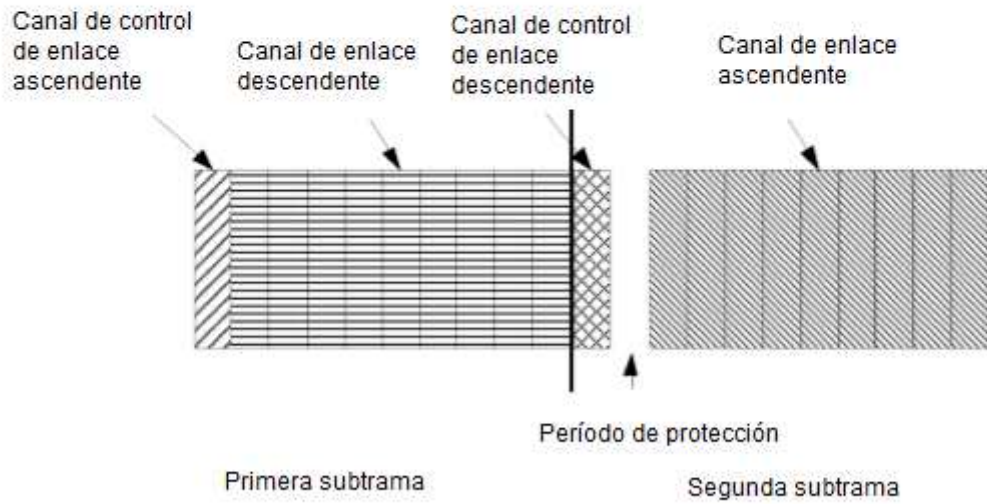 Canal de control
de enlace
ascendente
Canal de enlace
descendente
Canal de control
de enlace
descendente
Canal de enlace
ascendente
Período de protección
Primera subtrama
Segunda subtrama